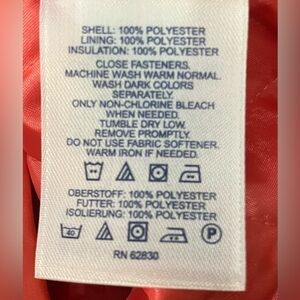 SHELL: 100% POLYESTER
LINING: 100% POLYESTER
INSULATION: 100% POLYESTER
CLOSE FASTENERS.
MACHINE WASH WARM NORMAL.
WASH DARK COLORS
SEPARATELY.
ONLY NON-CHLORINE BLEACH
WHEN NEEDED.
TUMBLE DRY LOW.
REMOVE PROMPTLY.
DO NOT USE FABRIC SOFTENER.
WARM IRON IF NEEDED.
OBERSTOFF: 100% POLYESTER
FUTTER: 100% POLYESTER
ISOLIERUNG: 100% POLYESTER
40 P
RN 62830